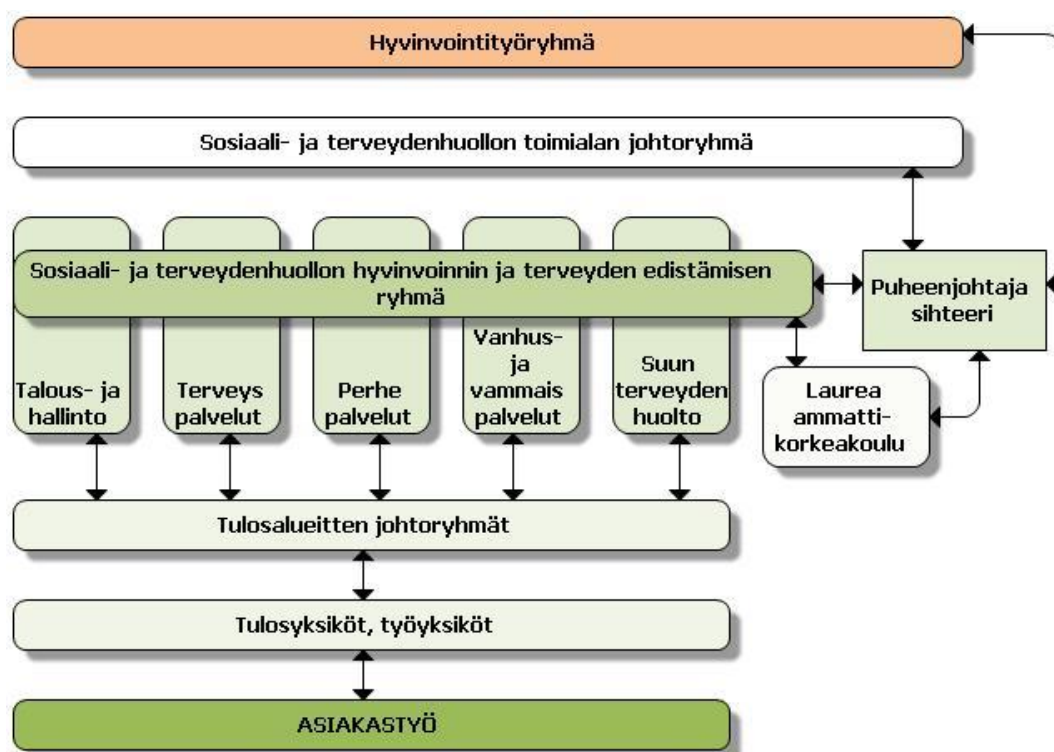 Hyvinvointityöryhmä
Sosiaali- ja terveydenhuollon toimialan johtoryhmä
Sosiaali- ja terveydenhuollon hyvinvoinnin ja terveyden edistämisen
ryhmä
Puheenjohtaja
sihteeri
Talous- ja
hallinto
Terveys
palvelut
Perhe
palvelut
Vanhus-
ja
vammais
palvelut
Suun
terveyden
huolto
Laurea
ammatti-
korkeakoulu
Tulosalueitten johtoryhmät
Tulosyksiköt, työyksiköt
ASIAKASTYÖ